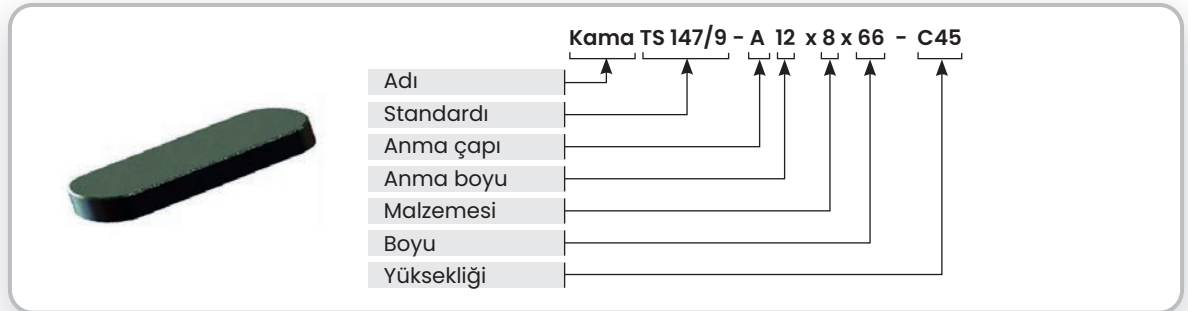 Kama TS 147/9 - A 12 x 8 x 66 - C45
Adı
Standardı
Anma çapı
Anma boyu
Malzemesi
Boyu
Yüksekliği